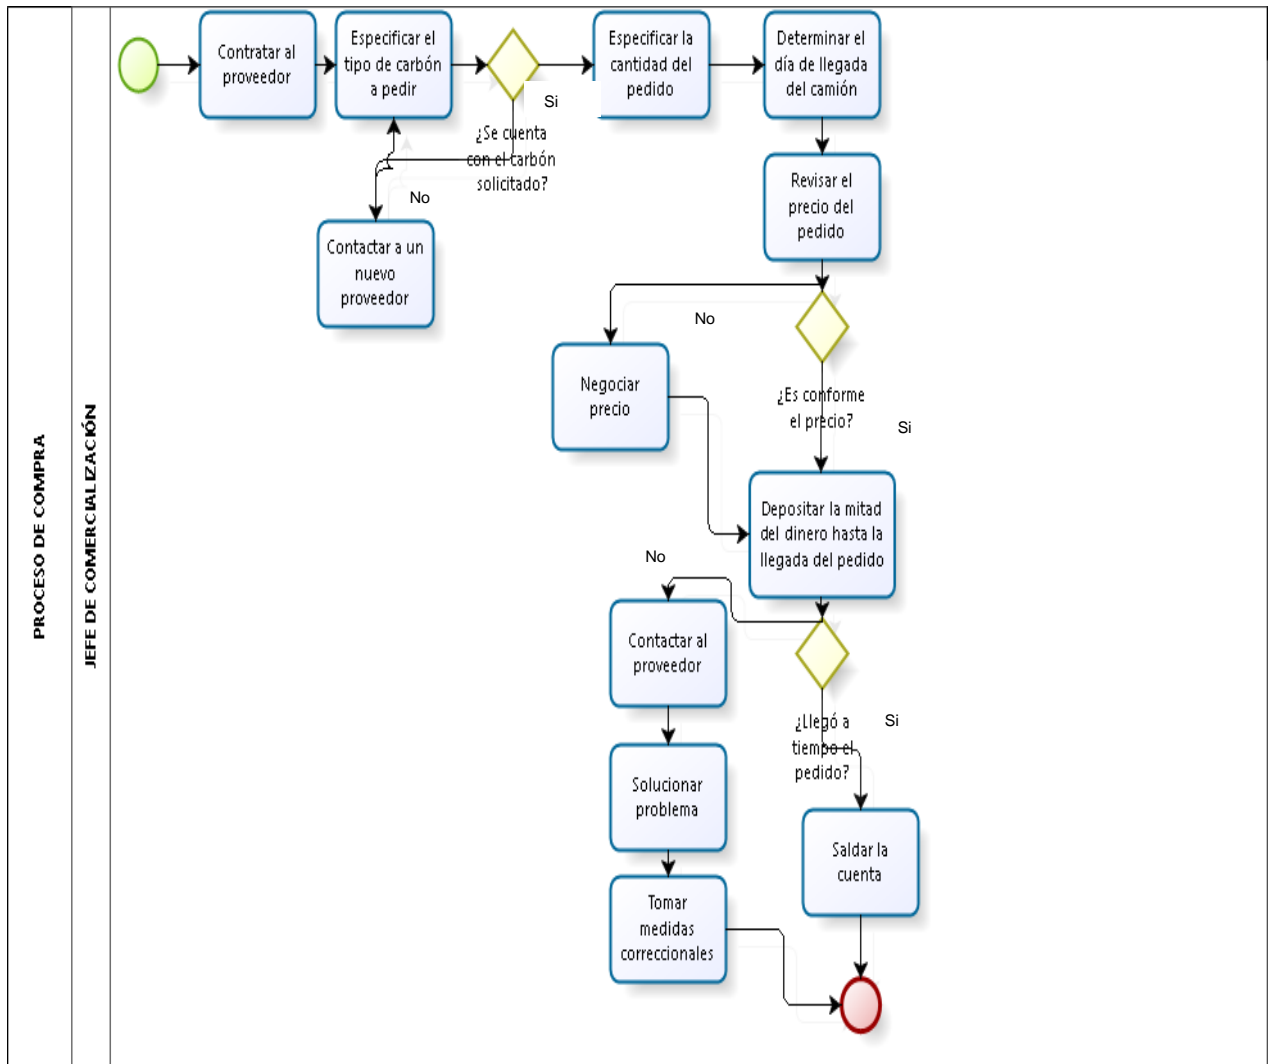 PROCESO DE COMPRA
JEFE DE COMERCIALIZACIÓN
Contratar al
proveedor
Especificar el
tipo de carbón
a pedir
¿Se cuenta
con el carbón
solicitado?
Si
No
Contactar a un
nuevo
proveedor
Especificar la
cantidad del
pedido
Determinar el
día de llegada
del camión
Revisar el
precio del
pedido
No
Negociar
precio
¿Es conforme
el precio?
Si
Depositar la mitad
del dinero hasta la
llegada del pedido
No
Contactar al
proveedor
¿Llegó a
tiempo el
pedido?
Si
Solucionar
problema
Saldar la
cuenta
Tomar
medidas
correccionales